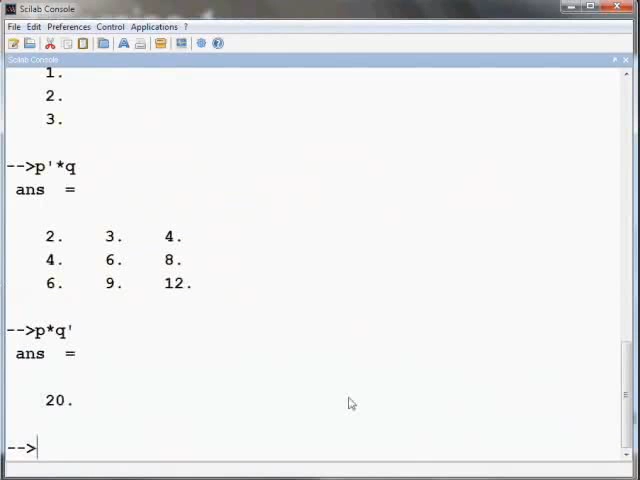 Scilab Console
File Edit Preferences Control Applications ?
Scilab Console
1.
2.
3.
-->p'*q
ans =
2. 3. 4.
4. 6. 8.
6. 9. 12.
-->p*q'
ans =
20.
-->